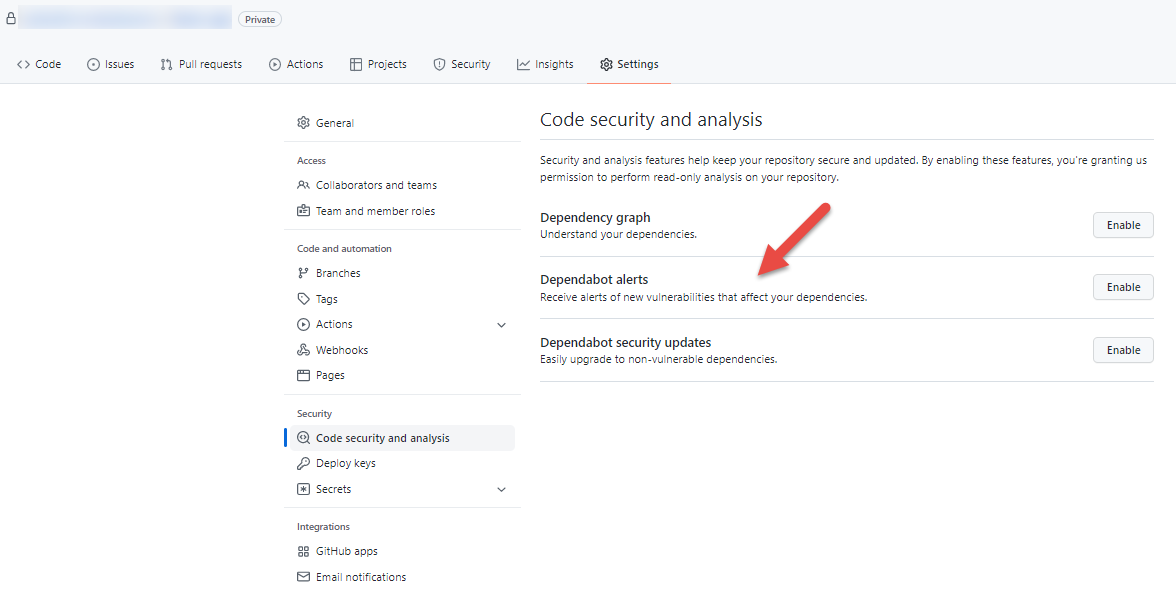 Private
Code Issues Pull requests Actions Projects Security Insights Settings
General
Access
Collaborators and teams
Team and member roles
Code and automation
Branches
Tags
Actions
Webhooks
Pages
Security
Code security and analysis
Deploy keys
Secrets
Integrations
GitHub apps
Email notifications
Code security and analysis
Security and analysis features help keep your repository secure and updated. By enabling these features, you're granting us
permission to perform read-only analysis on your repository.
Dependency graph
Understand your dependencies.
Enable
Dependabot alerts
Receive alerts of new vulnerabilities that affect your dependencies.
Enable
Dependabot security updates
Easily upgrade to non-vulnerable dependencies.
Enable